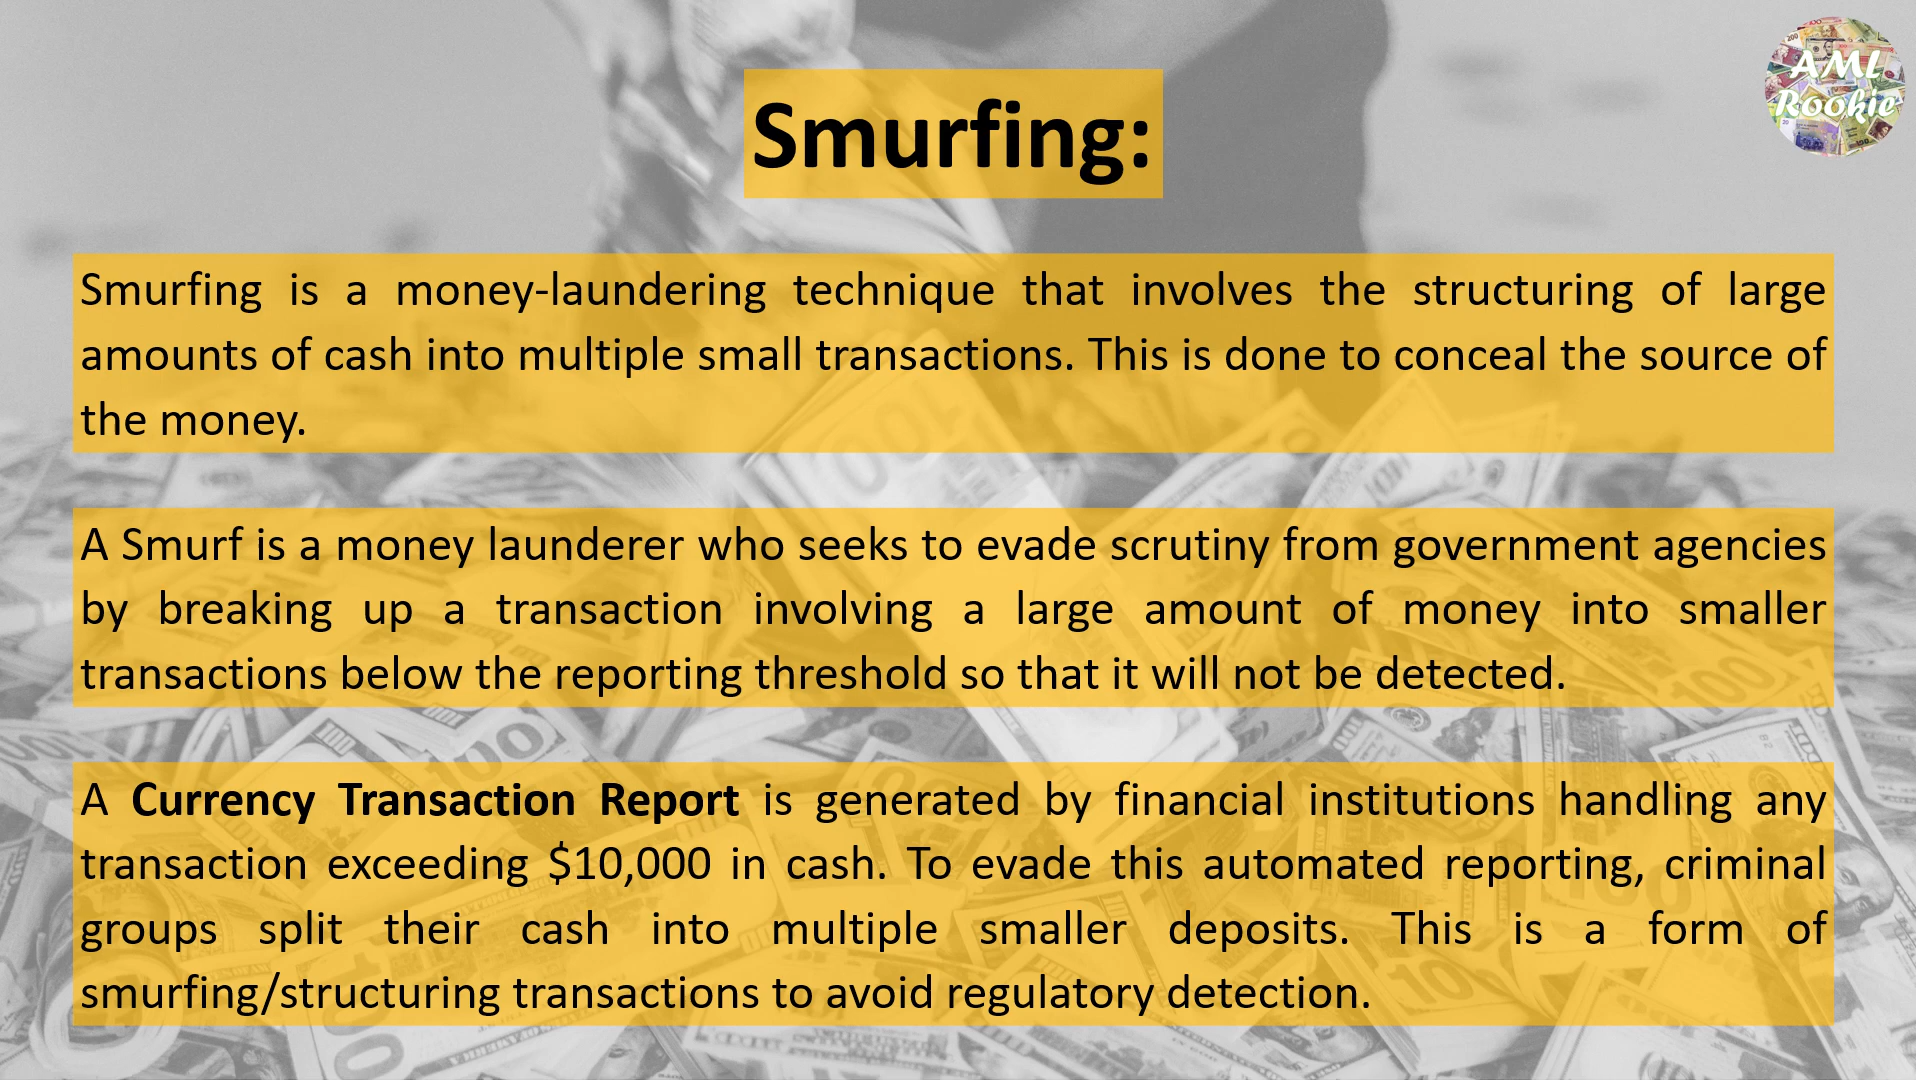 AML
Rookie
Smurfing:
Smurfing is a money-laundering technique that involves the structuring of large
amounts of cash into multiple small transactions. This is done to conceal the source of
the money.
A Smurf is a money launderer who seeks to evade scrutiny from government agencies
by breaking up a transaction involving a large amount of money into smaller
transactions below the reporting threshold so that it will not be detected.
A Currency Transaction Report is generated by financial institutions handling any
transaction exceeding $10,000 in cash. To evade this automated reporting, criminal
groups split their cash into multiple smaller deposits. This is a form of
smurfing/structuring transactions to avoid regulatory detection.